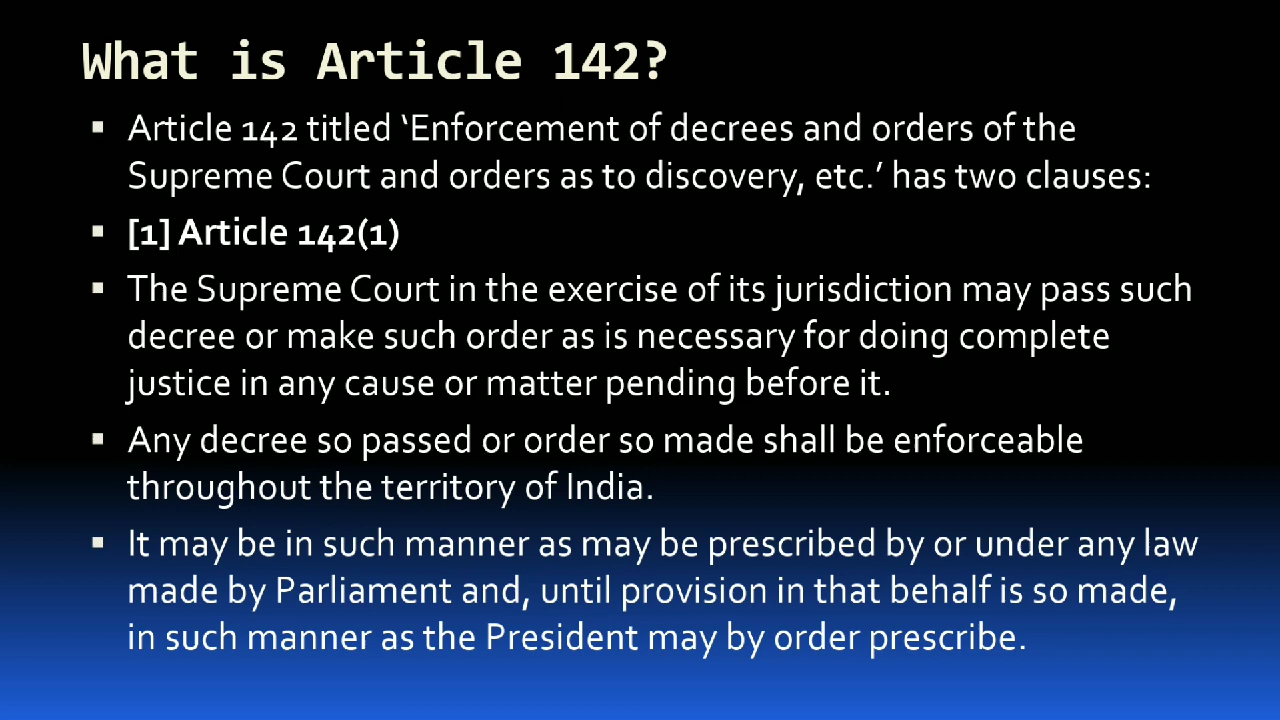 What is Article 142?
▪ Article 142 titled ‘Enforcement of decrees and orders of the
Supreme Court and orders as to discovery, etc.’ has two clauses:
▪ [1] Article 142(1)
▪ The Supreme Court in the exercise of its jurisdiction may pass such
decree or make such order as is necessary for doing complete
justice in any cause or matter pending before it.
▪ Any decree so passed or order so made shall be enforceable
throughout the territory of India.
▪ It may be in such manner as may be prescribed by or under any law
made by Parliament and, until provision in that behalf is so made,
in such manner as the President may by order prescribe.